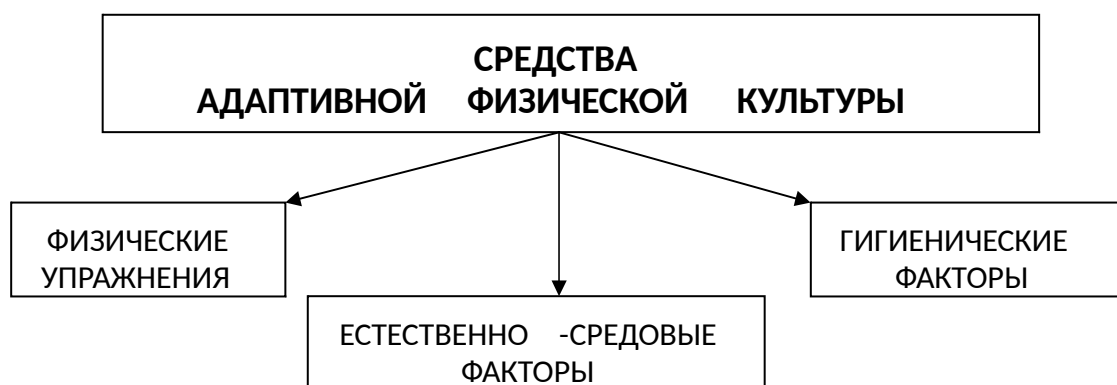 СРЕДСТВА
АДАПТИВНОЙ ФИЗИЧЕСКОЙ КУЛЬТУРЫ
ФИЗИЧЕСКИЕ
УПРАЖНЕНИЯ
ГИГИЕНИЧЕСКИЕ
ФАКТОРЫ
ЕСТЕСТВЕННО -СРЕДОВЫЕ
ФАКТОРЫ